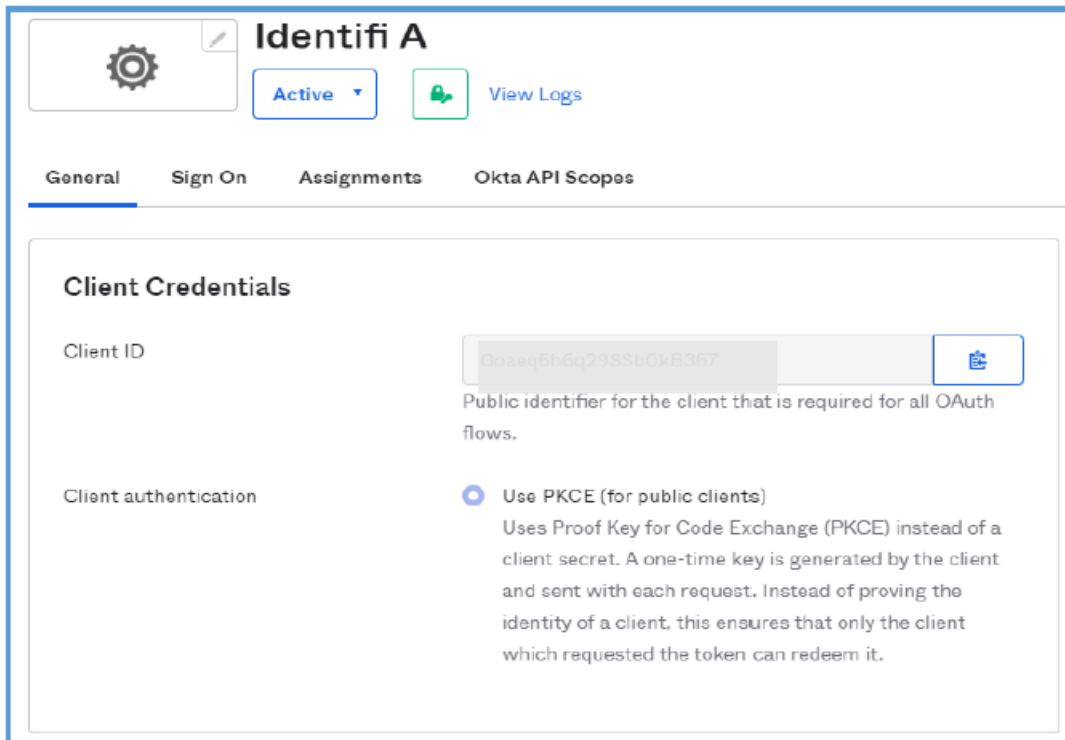 Identifi A
Active
View Logs
General Sign On Assignments Okta API Scopes
Client Credentials
Client ID
Public identifier for the client that is required for all OAuth
flows.
Client authentication
Use PKCE (for public clients)
Uses Proof Key for Code Exchange (PKCE) instead of a
client secret. A one-time key is generated by the client
and sent with each request. Instead of proving the
identity of a client, this ensures that only the client
which requested the token can redeem it.